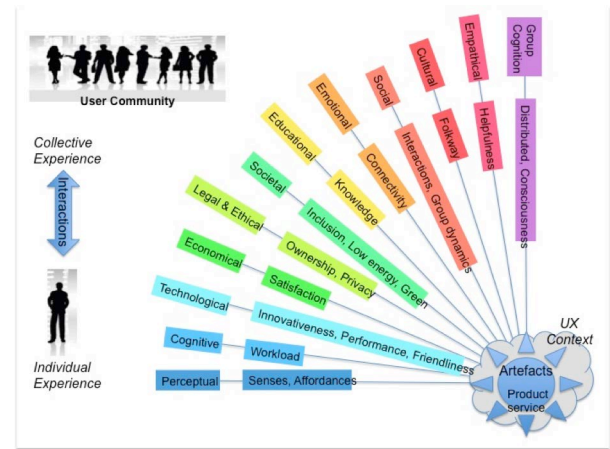 User Community
Collective
Experience
Interactions
Individual
Experience
Perceptual
Senses, Affordances
Cognitive
Workload
Technological
Innovativeness, Performance, Friendliness
Economical
Satisfaction
Legal & Ethical
Ownership, Privacy
Societal
Inclusion, Low energy, Green
Educational
Knowledge
Emotional
Connectivity
Social
Interactions, Group dynamics
Cultural
Folkway
Empathical
Helpfulness
Group
Cognition
Distributed, Consciousness
UX
Context
Artefacts
Product
service